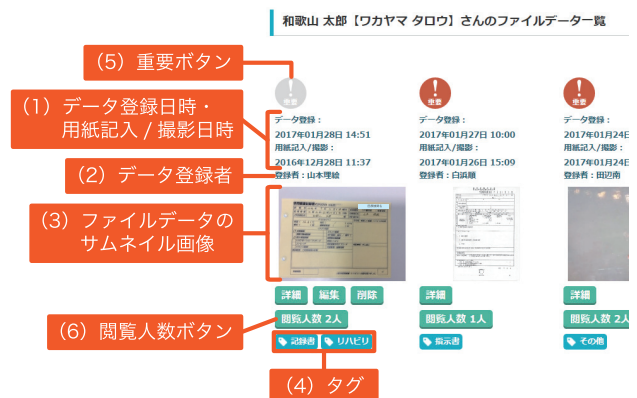 和歌山 太郎【ワカヤマ タロウ】さんのファイルデータ一覧
(5) 重要ボタン
(1) データ登録日時・
用紙記入 / 撮影日時
(2) データ登録者
(3) ファイルデータの
サムネイル画像
(6) 閲覧人数ボタン
(4) タグ
重要
データ登録：
2017年01月28日 14:51
用紙記入/撮影：
2016年12月28日 11:37
登録者：山本理絵
詳細 編集 削除
閲覧人数 2人
記録書 リハビリ
重要
データ登録：
2017年01月27日 10:00
用紙記入/撮影：
2017年01月26日 15:09
登録者：白浜順
詳細
閲覧人数 1人
指示書
重要
データ登録：
2017年01月24日
用紙記入/撮影：
2017年01月24日
登録者：田辺南
詳細
閲覧人数 2人
その他